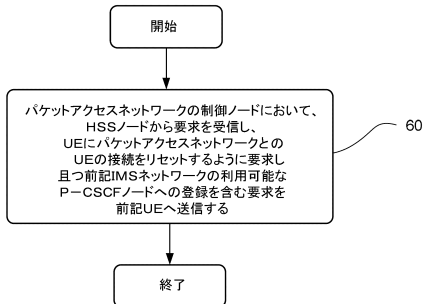 開始
パケットアクセスネットワークの制御ノードにおいて、
HSSノードから要求を受信し、
UEにパケットアクセスネットワークとの
UEの接続をリセットするように要求し
且つ前記IMSネットワークの利用可能な
P－CSCFノードへの登録を含む要求を
前記UEへ送信する
60
終了